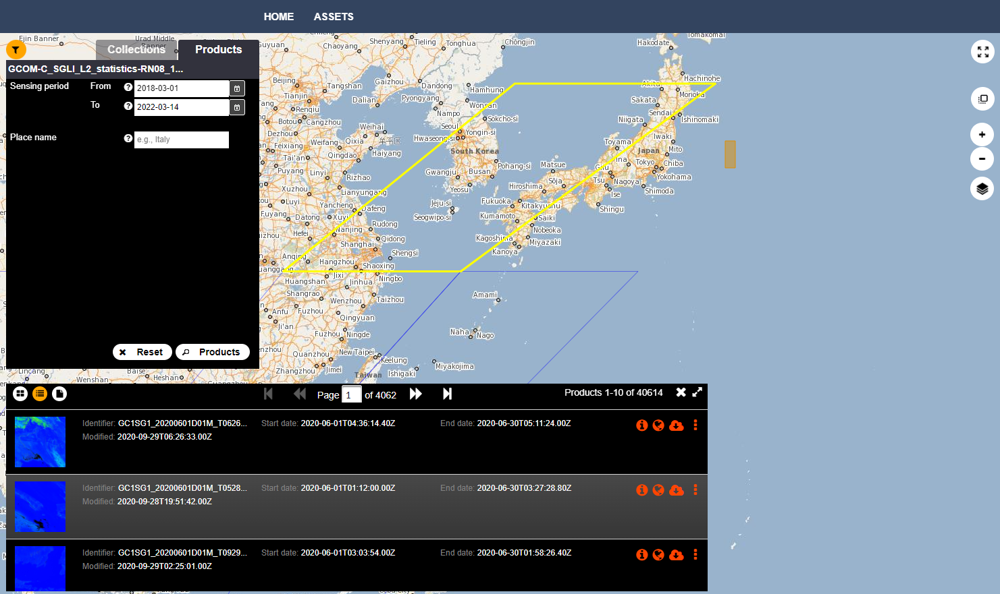 HOME ASSETS
Collections Products
GCOM-C_SGLI_L2_statistics-RN08_1...
Sensing period From 2018-03-01
To 2022-03-14
Place name e.g., Italy
Reset Products
Ejin Banner
Urad Middle
Banner
Guyuan
Chaoyang
Shenyang
Tieling
Tonghua
Chongjin
Hakodate
Tomakomai
Beijing
Tangshan
Gaizhou
Dandong
Hamhung
Akita
Hachinohe
Tianjin
Renqiu
Dalian
Pyongyang
Wonsan
Morioka
Sakata
Botou
Cangzhou
Nampo
Sokcho-si
Sendai
Ishinomaki
Dezhou
Weihai
Seoul
Yongin-si
Niigata
Feixiang
Weifang
Qixia
牟平区
Hwaseong-si
Iwaki
Tai'an
Qingdao
Haiyang
South Korea
Toyama
Japan
Mito
Puyang
Linyi
Rizhao
Pohang-si
Matsue
Ina
Tokyo
Chiba
Xuzhou
Lianyungang
Gwangju
Busan
Gifu
Yokohama
Luyi
Yancheng
Dafeng
Yeosu
Hiroshima
Sōja
Tsu
Nagoya
Ise
Shimoda
Fuyang
Datong
Xuyi
Jeju-si
Seogwipo-si
Fukuoka
Kitakyushu
Shingu
Hefei
Nanjing
Rudong
Kumamoto
Saiki
Nobeoka
Shanghai
Qidong
Kagoshima
Miyazaki
Anqing
Hangzhou
Shengsi
Kanoya
Shaoxing
Huangshan
Jixi
Jinhua
Ningbo
Shangrao
Wenzhou
Taizhou
Amami
Anfu
Fuzhou
Qingyuan
Ji'an
Fuzhou
Ningde
Naha
Nago
Quanzhou
New Taipei
Keelung
Zhangzhou
Jimei
Taiwan
Ishigaki
Miyakojima
Lincang
Wenshan
Baise
Heshan
Guangzhou
Page 1 of 4062
Products 1-10 of 40614
Identifier: GC1SG1_20200601D01M_T0626... Start date: 2020-06-01T04:36:14.40Z End date: 2020-06-30T05:11:24.00Z
Modified: 2020-09-29T06:26:33.00Z
Identifier: GC1SG1_20200601D01M_T0528... Start date: 2020-06-01T01:12:00.00Z End date: 2020-06-30T03:27:28.80Z
Modified: 2020-09-28T19:51:42.00Z
Identifier: GC1SG1_20200601D01M_T0929... Start date: 2020-06-01T03:03:54.00Z End date: 2020-06-30T01:58:26.40Z
Modified: 2020-09-29T02:25:01.00Z